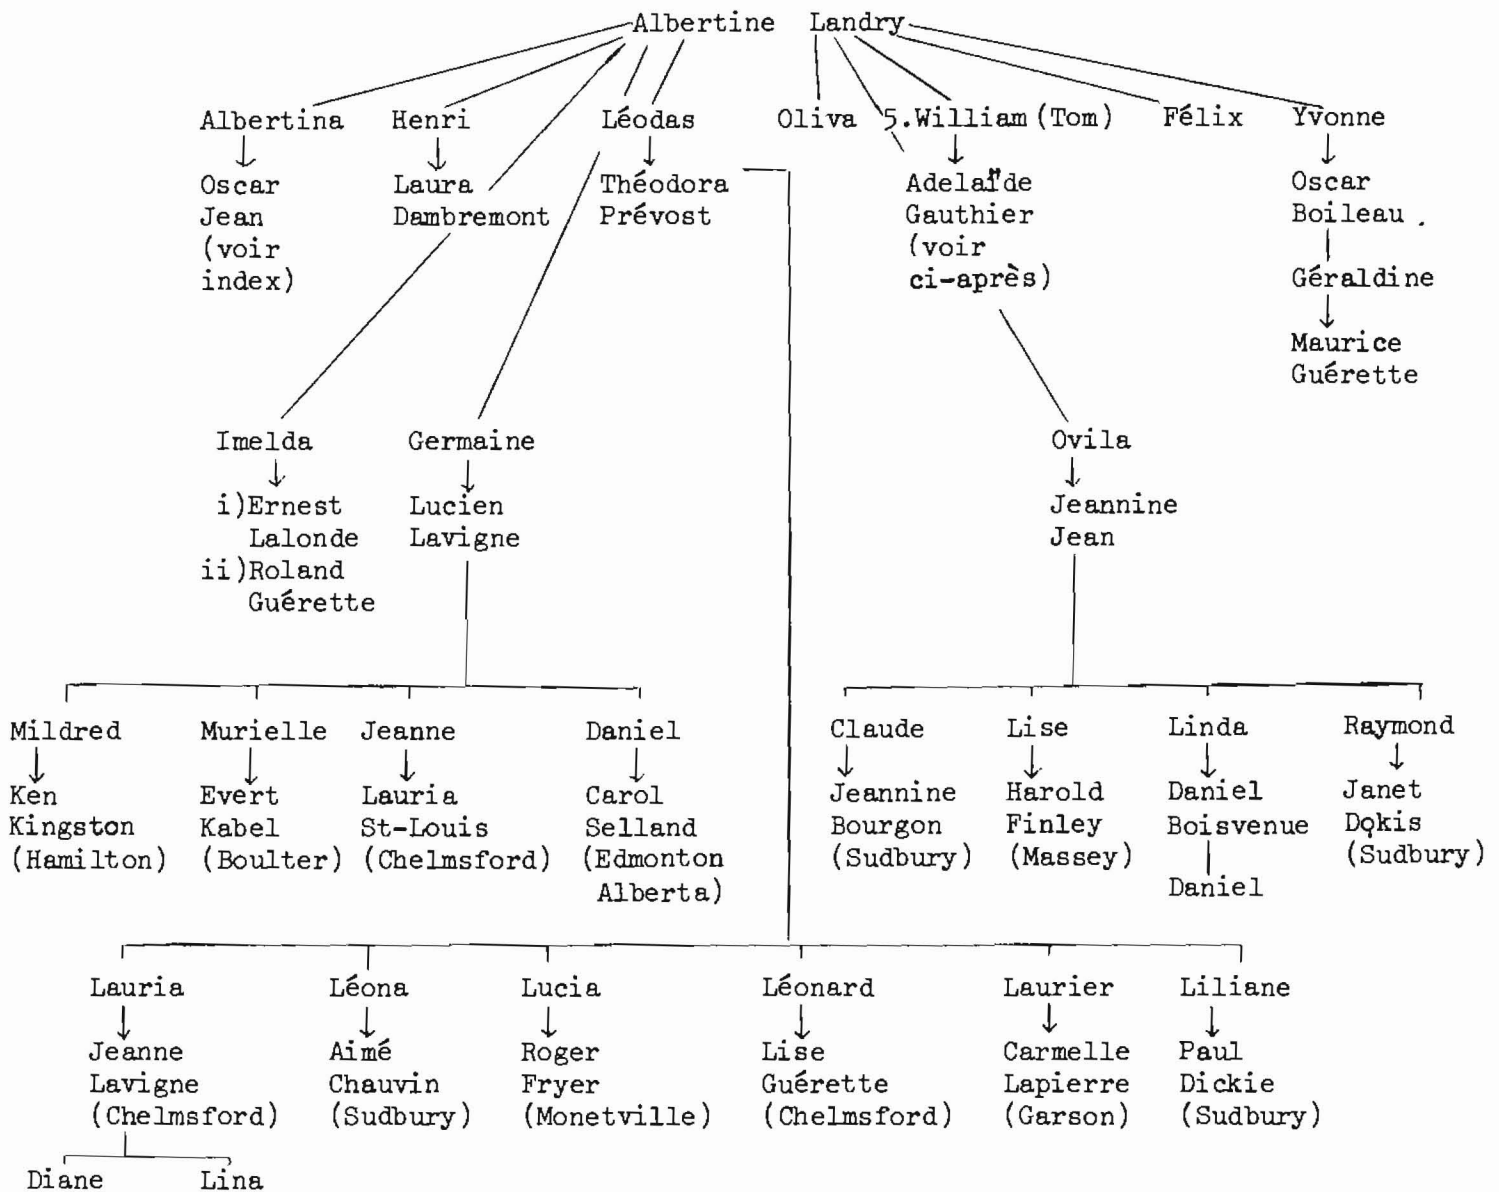 Albertine Landry
Albertina Henri Léodas Oliva 5.William (Tom) Félix Yvonne
Oscar Laura Théodora Adelaïde Oscar
Jean Dambremont Prévost Gauthier Boileau
(voir (voir
index) ci-après) Géraldine
Maurice
Guérette
Imelda Germaine Ovila
i)Ernest Lucien Jeannine
Lalonde Lavigne Jean
ii)Roland
Guérette
Mildred Murielle Jeanne Daniel Claude Lise Linda Raymond
Ken Evert Lauria Carol Jeannine Harold Daniel Janet
Kingston Kabel St-Louis Selland Bourgon Finley Boisvenue Dokis
(Hamilton) (Boulter) (Chelmsford) (Edmonton (Sudbury) (Massey) (Sudbury)
Alberta) Daniel
Lauria Léona Lucia Léonard Laurier Liliane
Jeanne Aimé Roger Lise Carmelle Paul
Lavigne Chauvin Fryer Guérette Lapierre Dickie
(Chelmsford) (Sudbury) (Monetville) (Chelmsford) (Garson) (Sudbury)
Diane Lina